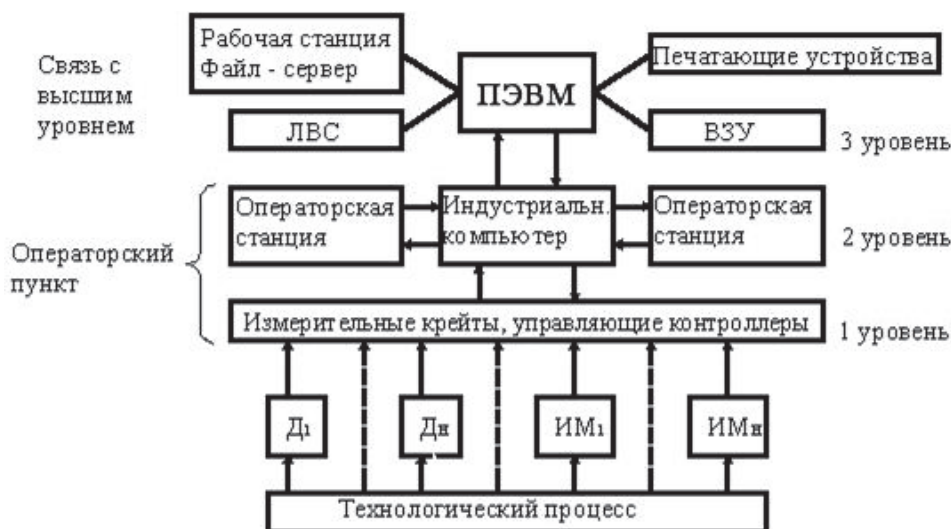 Рабочая станция
Файл - сервер
Печатающие устройства
Связь с
высшим
уровнем
ПЭВМ
ЛВС
ВЗУ
3 уровень
Операторская
станция
Индустриальн.
компьютер
Операторская
станция
2 уровень
Операторский
пункт
Измерительные крейты, управляющие контроллеры
1 уровень
Д1
Дн
ИМ1
ИМн
Технологический процесс